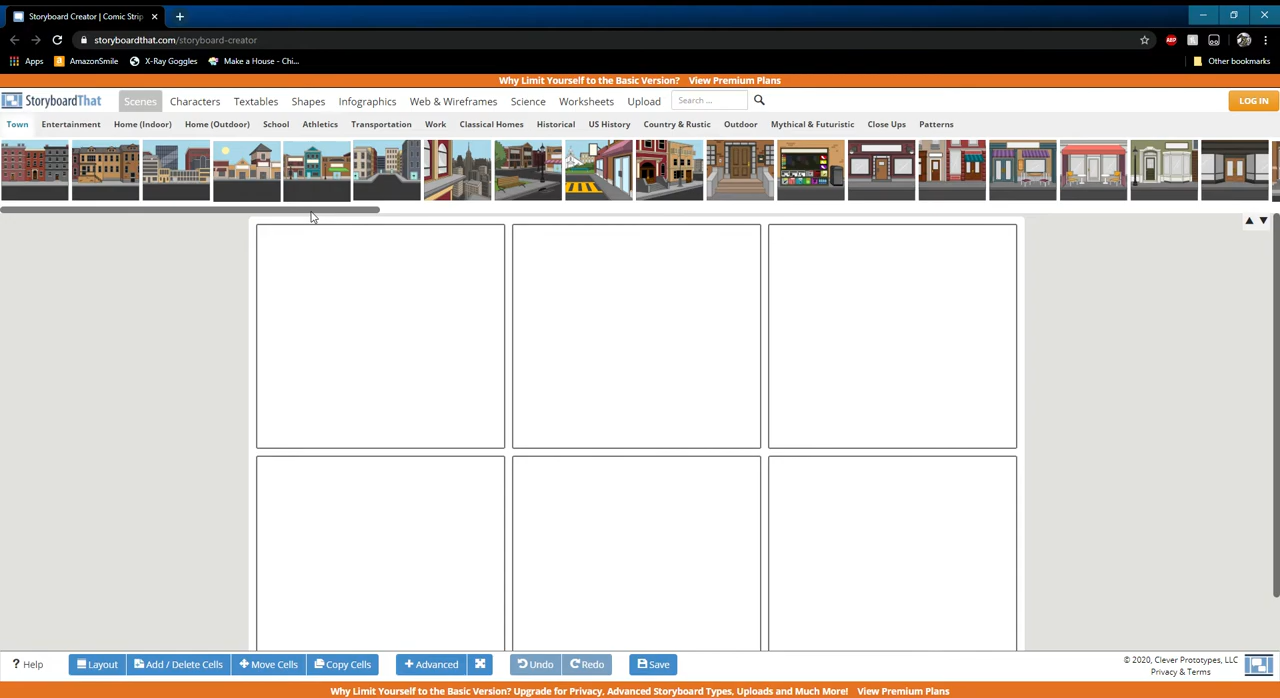 Storyboard Creator | Comic Strip
storyboardthat.com/storyboard-creator
ABP
Apps AmazonSmile X-Ray Goggles Make a House - Chi... Other bookmarks
Why Limit Yourself to the Basic Version? View Premium Plans
StoryboardThat Scenes Characters Textables Shapes Infographics Web & Wireframes Science Worksheets Upload Search ... LOG IN
Town Entertainment Home (Indoor) Home (Outdoor) School Athletics Transportation Work Classical Homes Historical US History Country & Rustic Outdoor Mythical & Futuristic Close Ups Patterns
? Help Layout Add / Delete Cells Move Cells Copy Cells + Advanced Undo Redo Save
© 2020, Clever Prototypes, LLC
Privacy & Terms
Why Limit Yourself to the Basic Version? Upgrade for Privacy, Advanced Storyboard Types, Uploads and Much More! View Premium Plans